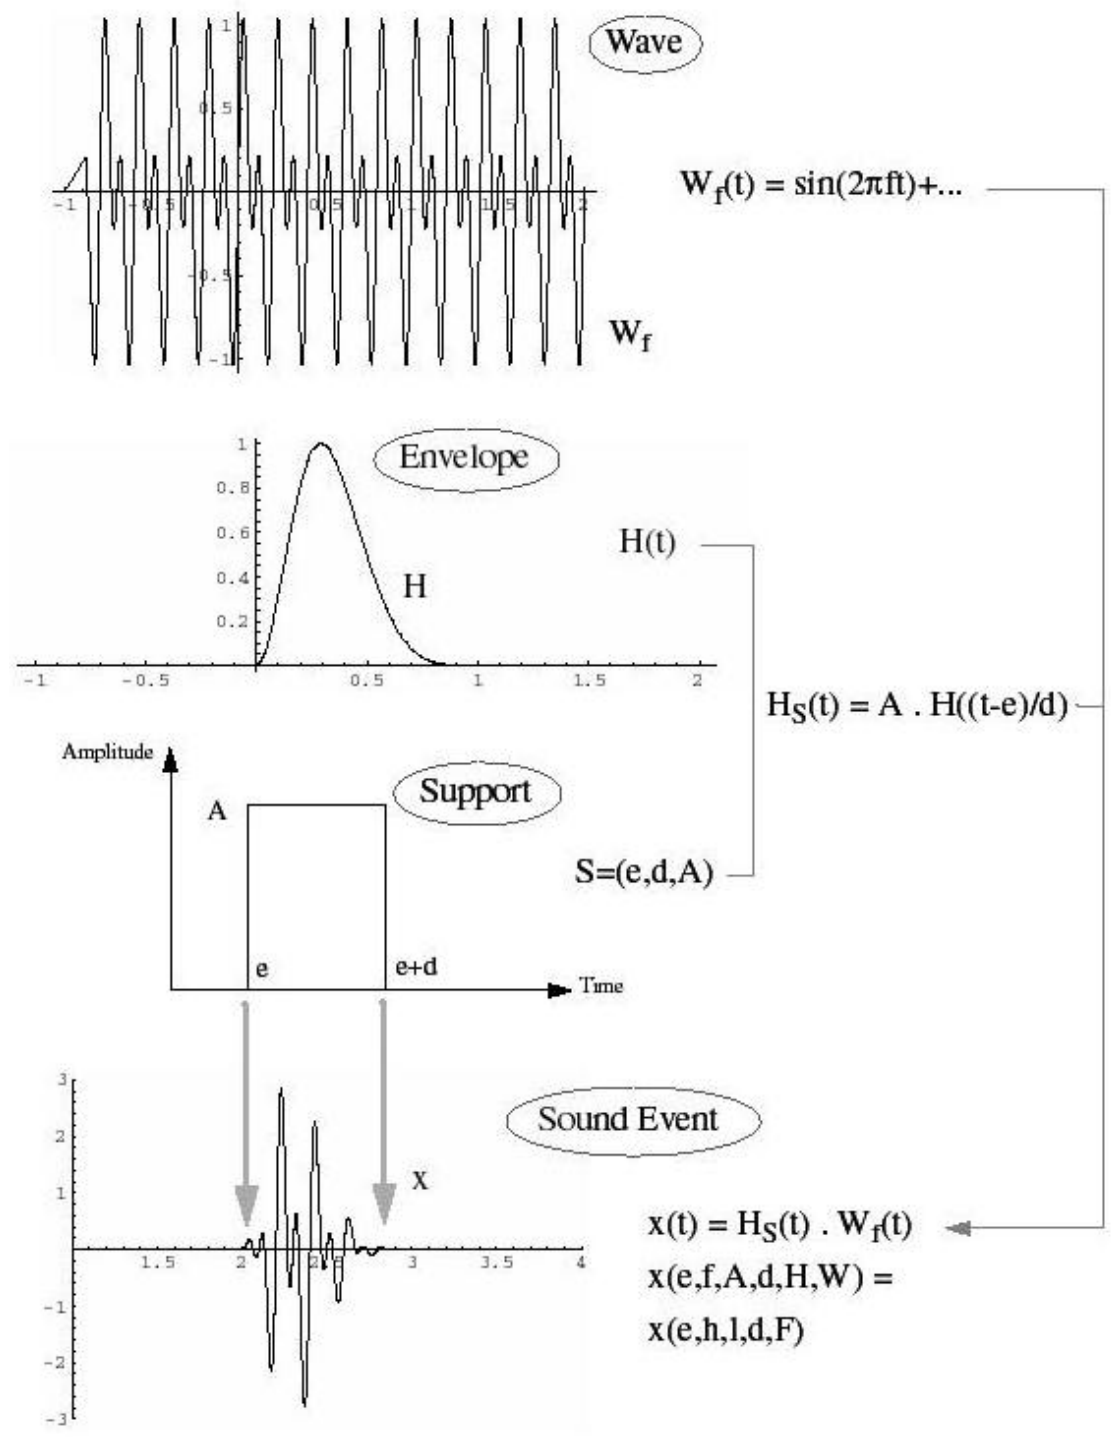 Wave
1
0.5
-1
-0.5
0.5
1
1.5
2
-0.5
-1
W_f(t) = sin(2πft)+...
W_f
Envelope
1
0.8
0.6
0.4
0.2
H
H(t)
-1
-0.5
0.5
1
1.5
2
H_S(t) = A . H((t-e)/d)
Amplitude
Support
A
S=(e,d,A)
e
e+d
Time
3
2
1
Sound Event
x
x(t) = H_S(t) . W_f(t)
1.5
2
2.5
3
3.5
4
x(e,f,A,d,H,W) =
-1
x(e,h,l,d,F)
-2
-3